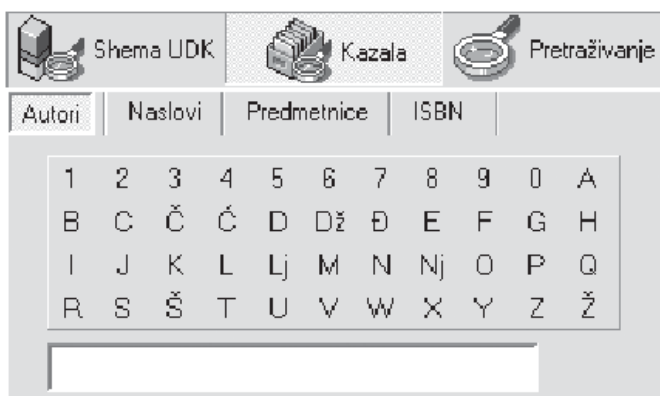 Shema UDK Kazala Pretraživanje
Autori Naslovi Predmetnice ISBN
1 2 3 4 5 6 7 8 9 0 A
B C Č Ć D Dž Đ E F G H
I J K L Lj M N Nj O P Q
R S Š T U V W X Y Z Ž